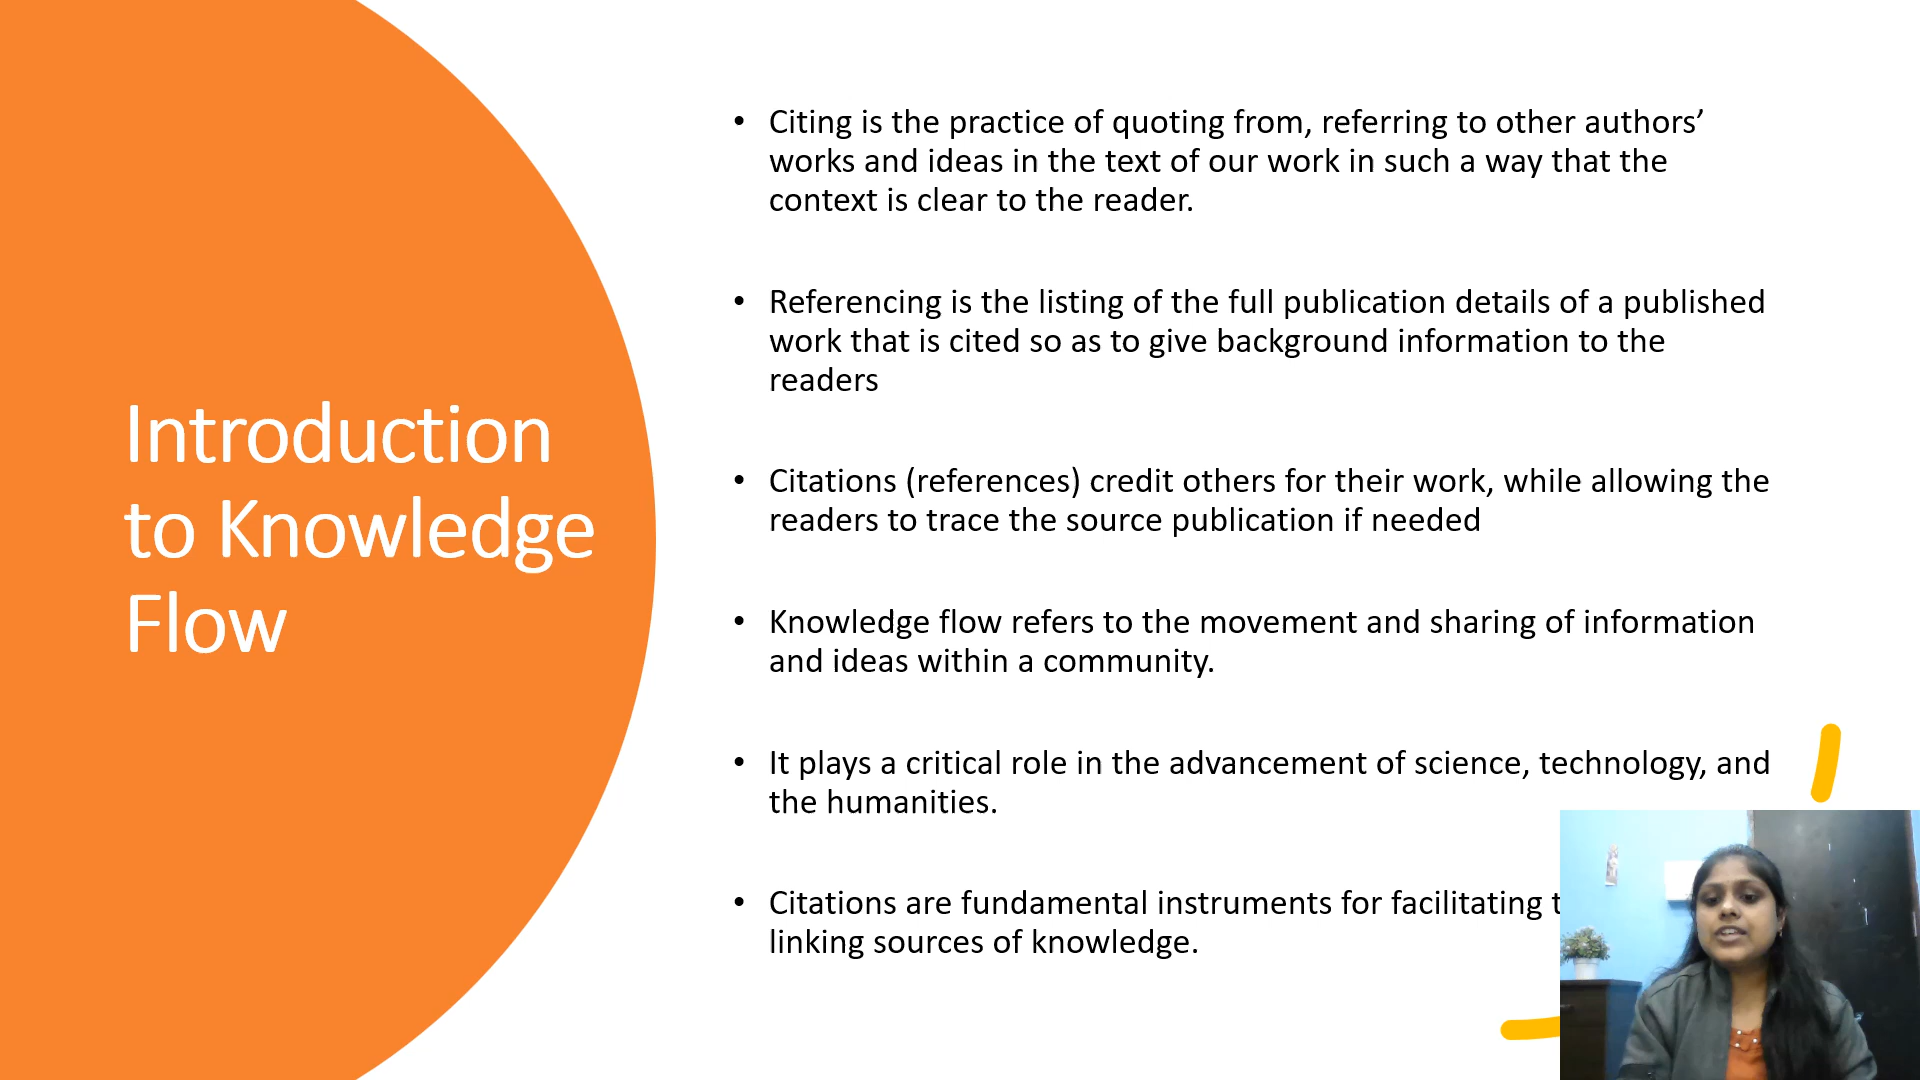 Introduction
to Knowledge
Flow
• Citing is the practice of quoting from, referring to other authors’
works and ideas in the text of our work in such a way that the
context is clear to the reader.
• Referencing is the listing of the full publication details of a published
work that is cited so as to give background information to the
readers
• Citations (references) credit others for their work, while allowing the
readers to trace the source publication if needed
• Knowledge flow refers to the movement and sharing of information
and ideas within a community.
• It plays a critical role in the advancement of science, technology, and
the humanities.
• Citations are fundamental instruments for facilitating
linking sources of knowledge.